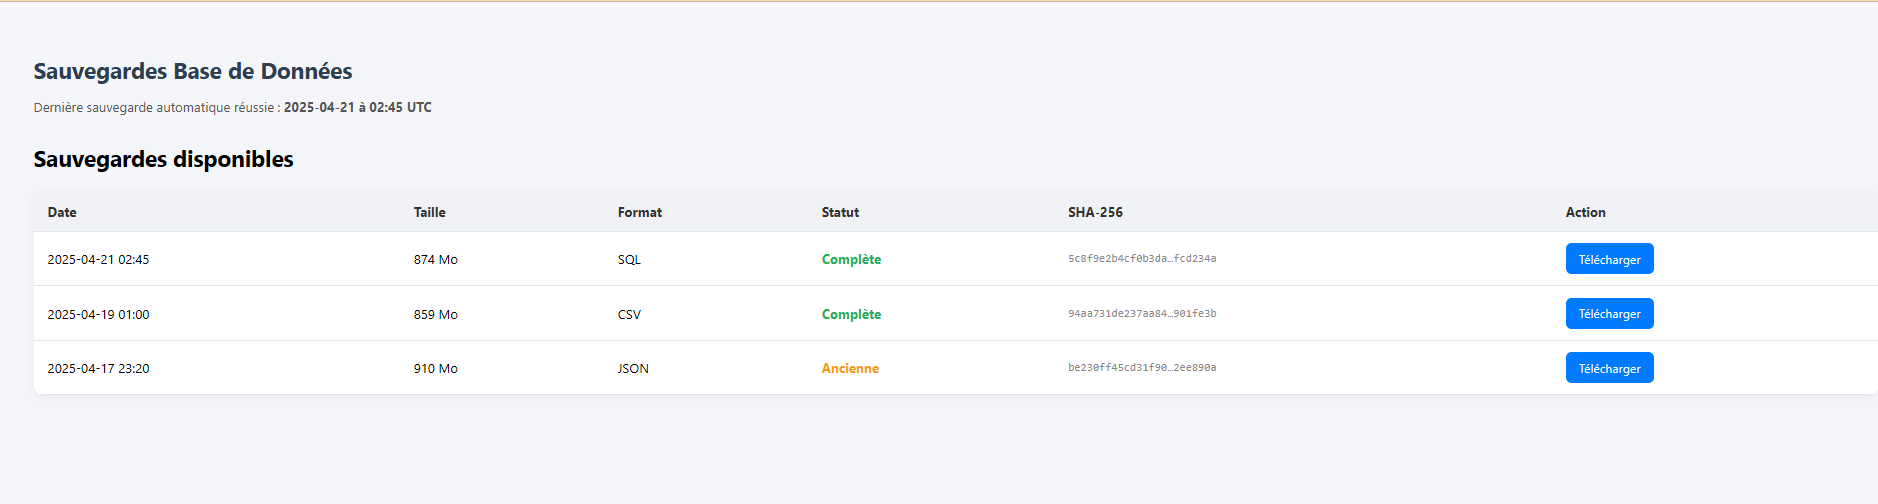 Sauvegardes Base de Données
Dernière sauvegarde automatique réussie : 2025-04-21 à 02:45 UTC
Sauvegardes disponibles
Date Taille Format Statut SHA-256 Action
2025-04-21 02:45 874 Mo SQL Complète 5c8f9e2b4cf0b3da…fcd234a Télécharger
2025-04-19 01:00 859 Mo CSV Complète 94aa731de237aa84…901fe3b Télécharger
2025-04-17 23:20 910 Mo JSON Ancienne be230ff45cd31f90…2ee890a Télécharger